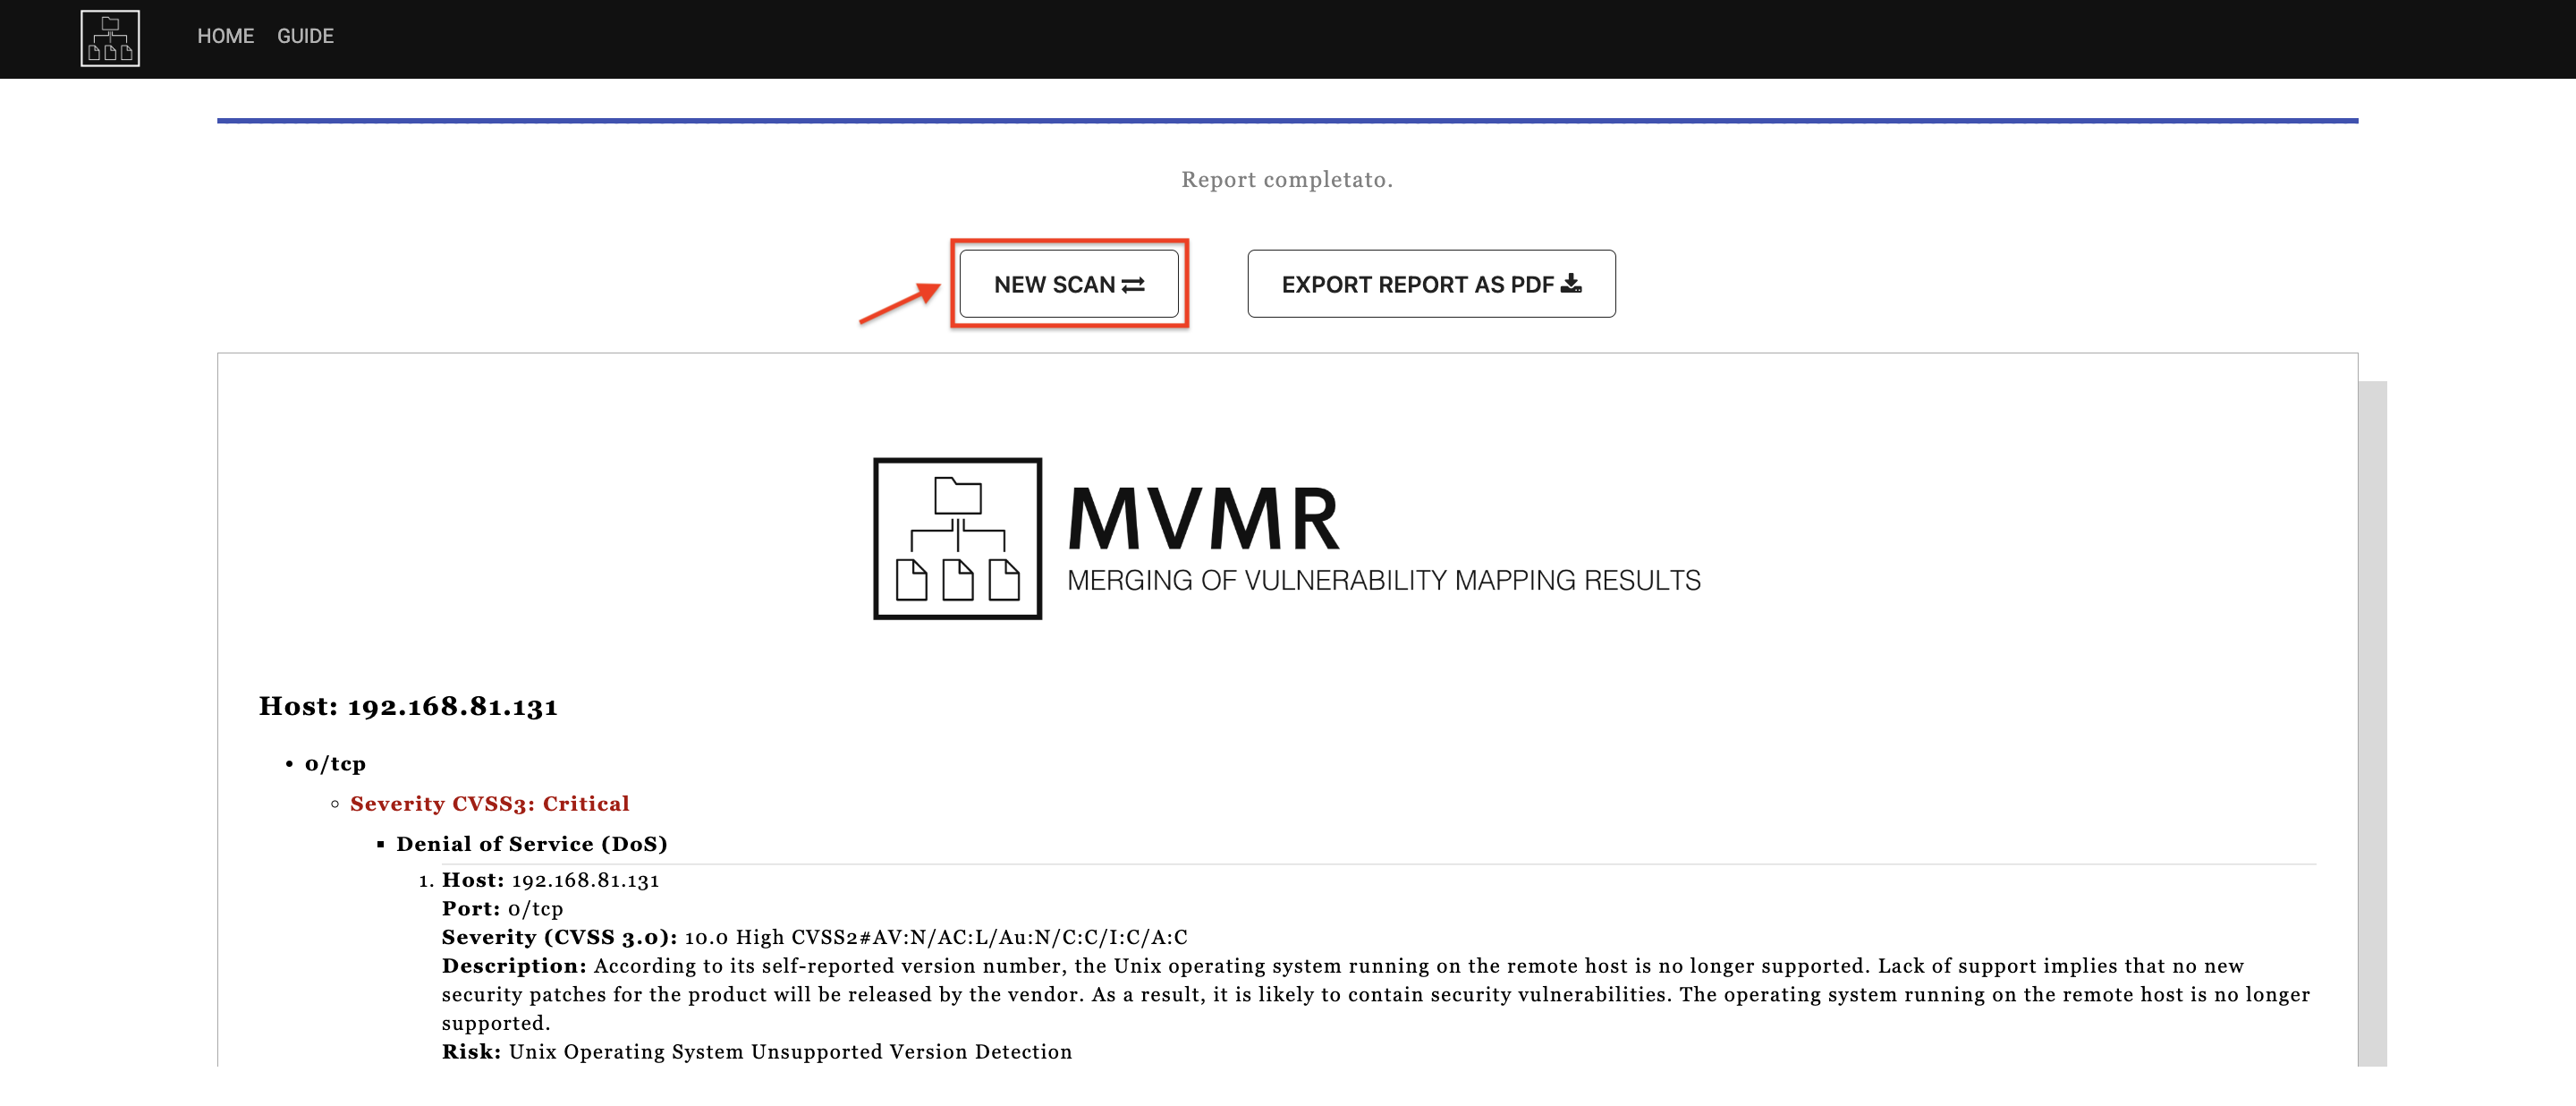 HOME GUIDE
Report completato.
NEW SCAN EXPORT REPORT AS PDF
MVMR
MERGING OF VULNERABILITY MAPPING RESULTS
Host: 192.168.81.131
• 0/tcp
◦ Severity CVSS3: Critical
▪ Denial of Service (DoS)
1. Host: 192.168.81.131
Port: 0/tcp
Severity (CVSS 3.0): 10.0 High CVSS2#AV:N/AC:L/Au:N/C:C/I:C/A:C
Description: According to its self-reported version number, the Unix operating system running on the remote host is no longer supported. Lack of support implies that no new
security patches for the product will be released by the vendor. As a result, it is likely to contain security vulnerabilities. The operating system running on the remote host is no longer
supported.
Risk: Unix Operating System Unsupported Version Detection